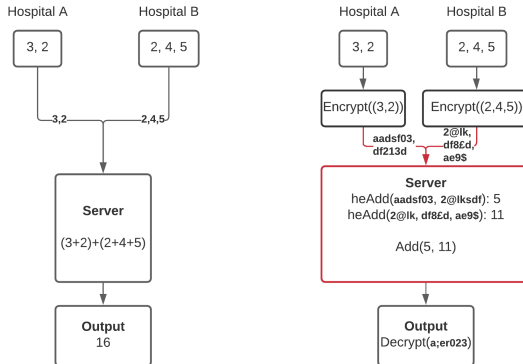 Hospital A
Hospital B
3, 2
2, 4, 5
3,2
2,4,5
Server
(3+2)+(2+4+5)
Output
16
Hospital A
Hospital B
3, 2
2, 4, 5
Encrypt((3,2))
Encrypt((2,4,5))
aadsf03,
df213d
2@lk,
df8£d,
ae9$
Server
heAdd(aadsf03, 2@lksdf): 5
heAdd(2@lk, df8£d, ae9$): 11
Add(5, 11)
Output
Decrypt(a;er023)